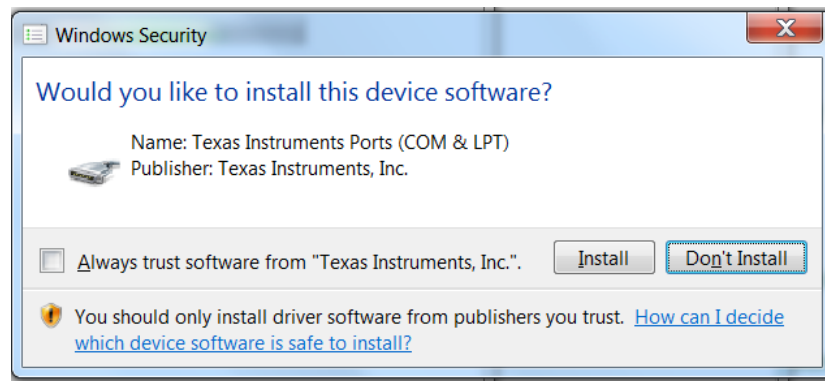 Windows Security
Would you like to install this device software?
Name: Texas Instruments Ports (COM & LPT)
Publisher: Texas Instruments, Inc.
Always trust software from "Texas Instruments, Inc.".
Install
Don't Install
You should only install driver software from publishers you trust. How can I decide
which device software is safe to install?